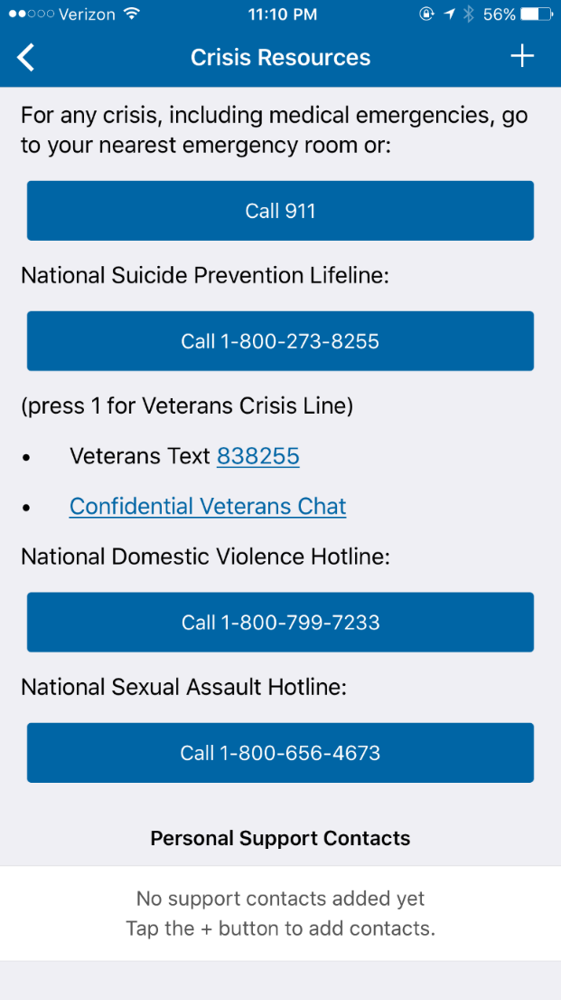 Verizon 11:10 PM 56%
Crisis Resources
For any crisis, including medical emergencies, go
to your nearest emergency room or:
Call 911
National Suicide Prevention Lifeline:
Call 1-800-273-8255
(press 1 for Veterans Crisis Line)
• Veterans Text 838255
• Confidential Veterans Chat
National Domestic Violence Hotline:
Call 1-800-799-7233
National Sexual Assault Hotline:
Call 1-800-656-4673
Personal Support Contacts
No support contacts added yet
Tap the + button to add contacts.